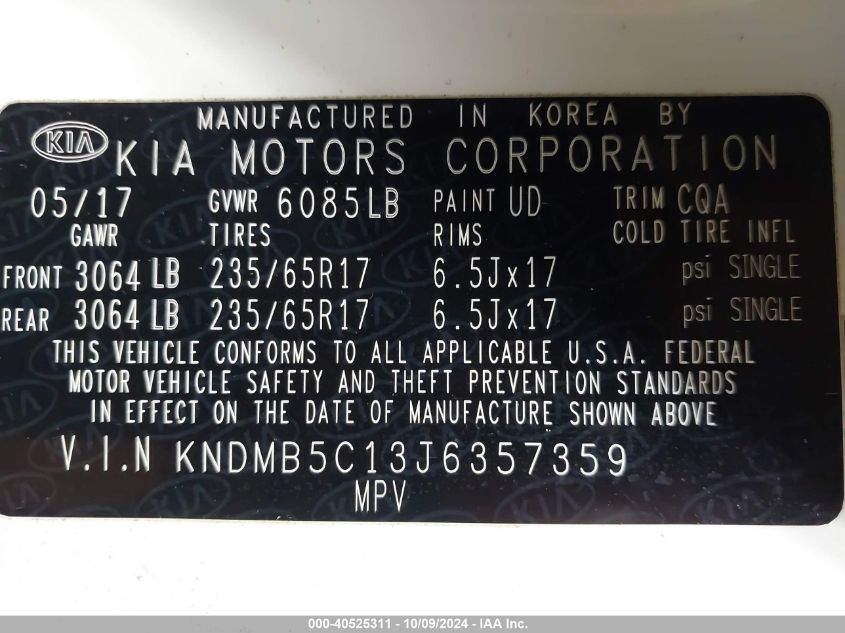 MANUFACTURED IN KOREA BY
KIA KIA MOTORS CORPORATION
05/17 GVWR 6085LB PAINT UD TRIM CQA
GAWR TIRES RIMS COLD TIRE INFL
FRONT 3064 LB 235/65R17 6.5Jx17 psi SINGLE
REAR 3064 LB 235/65R17 6.5Jx17 psi SINGLE
THIS VEHICLE CONFORMS TO ALL APPLICABLE U.S.A. FEDERAL
MOTOR VEHICLE SAFETY AND THEFT PREVENTION STANDARDS
IN EFFECT ON THE DATE OF MANUFACTURE SHOWN ABOVE
V.I.N KNDMB5C13J6357359
MPV
000-40525311 - 10/09/2024 - IAA Inc.